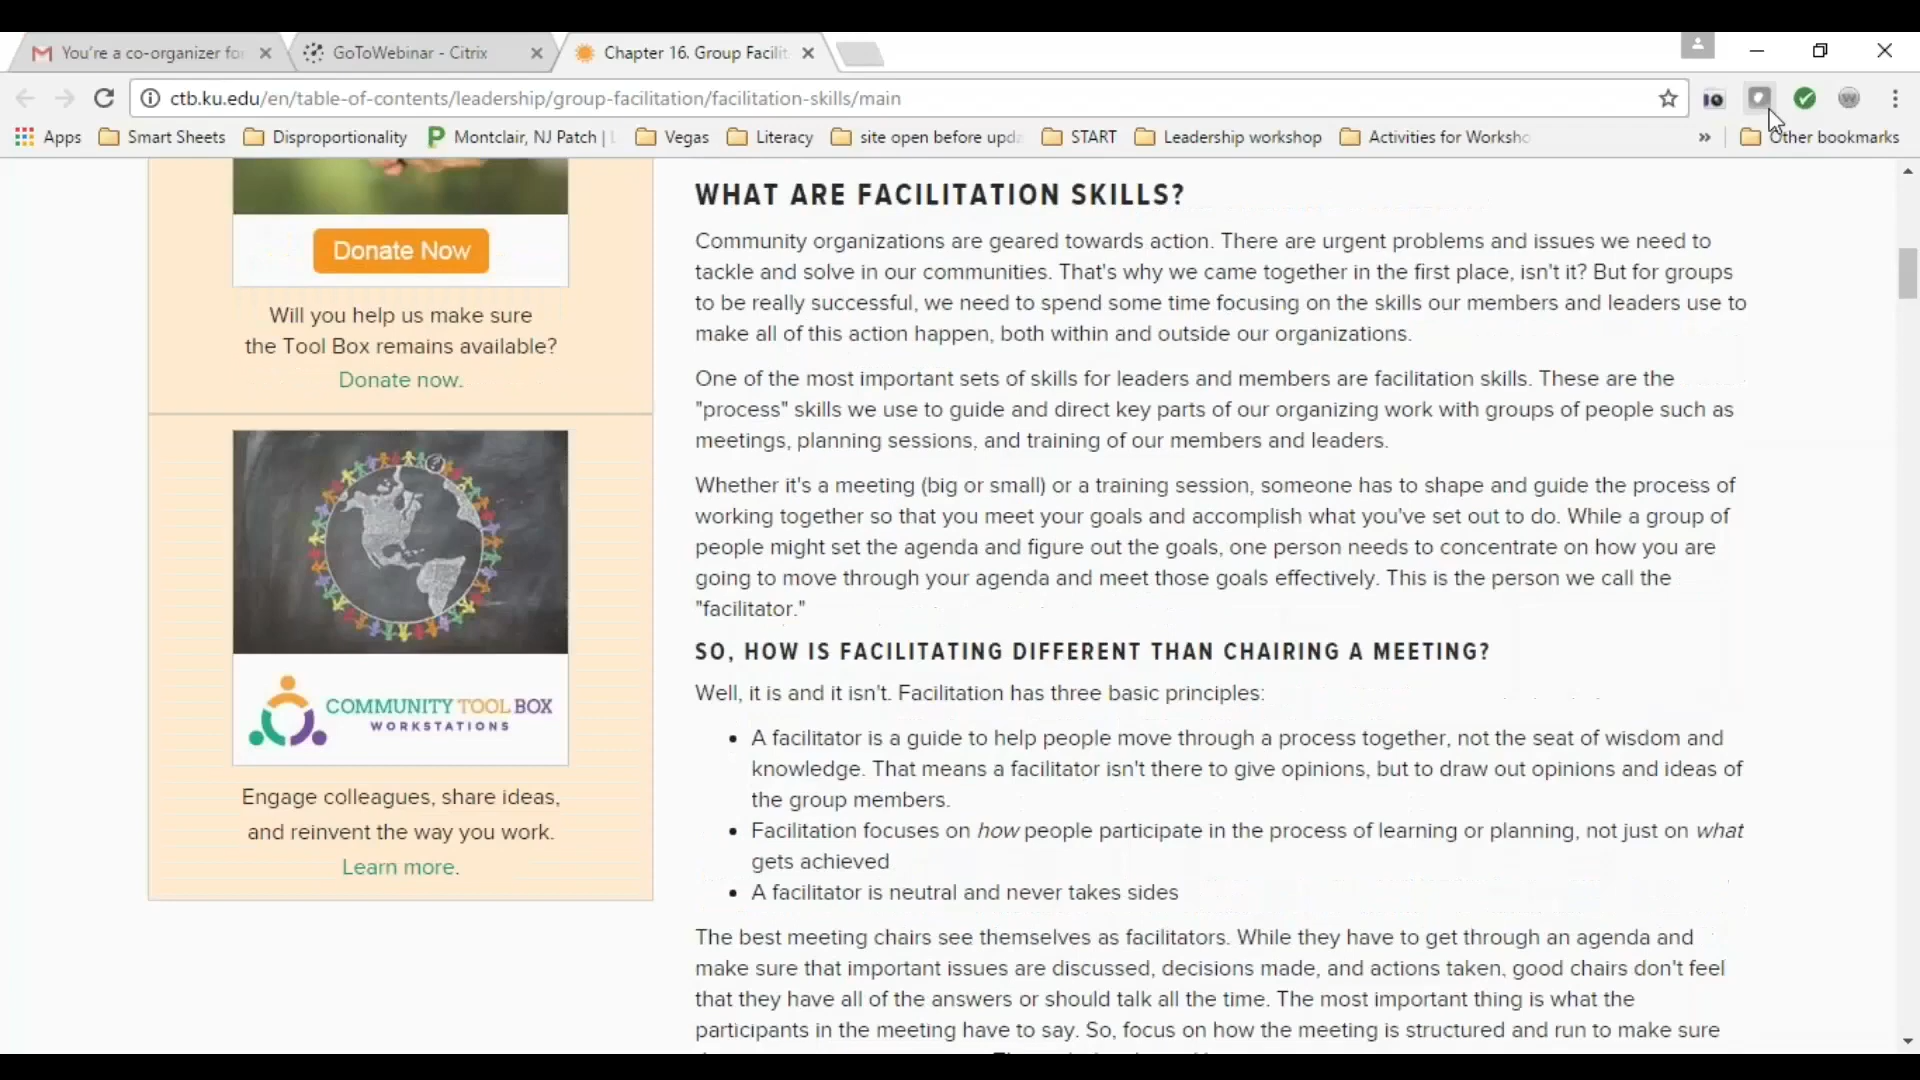 You're a co-organizer fo
GoToWebinar - Citrix
Chapter 16. Group Facilit
ctb.ku.edu/en/table-of-contents/leadership/group-facilitation/facilitation-skills/main
Apps
Smart Sheets
Disproportionality
Montclair, NJ Patch |
Vegas
Literacy
site open before upd
START
Leadership workshop
Activities for Worksho
»
Other bookmarks
Donate Now
Will you help us make sure
the Tool Box remains available?
Donate now.
COMMUNITY TOOL BOX
WORKSTATIONS
Engage colleagues, share ideas,
and reinvent the way you work.
Learn more.
WHAT ARE FACILITATION SKILLS?
Community organizations are geared towards action. There are urgent problems and issues we need to
tackle and solve in our communities. That's why we came together in the first place, isn't it? But for groups
to be really successful, we need to spend some time focusing on the skills our members and leaders use to
make all of this action happen, both within and outside our organizations.
One of the most important sets of skills for leaders and members are facilitation skills. These are the
"process" skills we use to guide and direct key parts of our organizing work with groups of people such as
meetings, planning sessions, and training of our members and leaders.
Whether it's a meeting (big or small) or a training session, someone has to shape and guide the process of
working together so that you meet your goals and accomplish what you've set out to do. While a group of
people might set the agenda and figure out the goals, one person needs to concentrate on how you are
going to move through your agenda and meet those goals effectively. This is the person we call the
"facilitator."
SO, HOW IS FACILITATING DIFFERENT THAN CHAIRING A MEETING?
Well, it is and it isn't. Facilitation has three basic principles:
• A facilitator is a guide to help people move through a process together, not the seat of wisdom and
knowledge. That means a facilitator isn't there to give opinions, but to draw out opinions and ideas of
the group members.
• Facilitation focuses on how people participate in the process of learning or planning, not just on what
gets achieved
• A facilitator is neutral and never takes sides
The best meeting chairs see themselves as facilitators. While they have to get through an agenda and
make sure that important issues are discussed, decisions made, and actions taken, good chairs don't feel
that they have all of the answers or should talk all the time. The most important thing is what the
participants in the meeting have to say. So, focus on how the meeting is structured and run to make sure